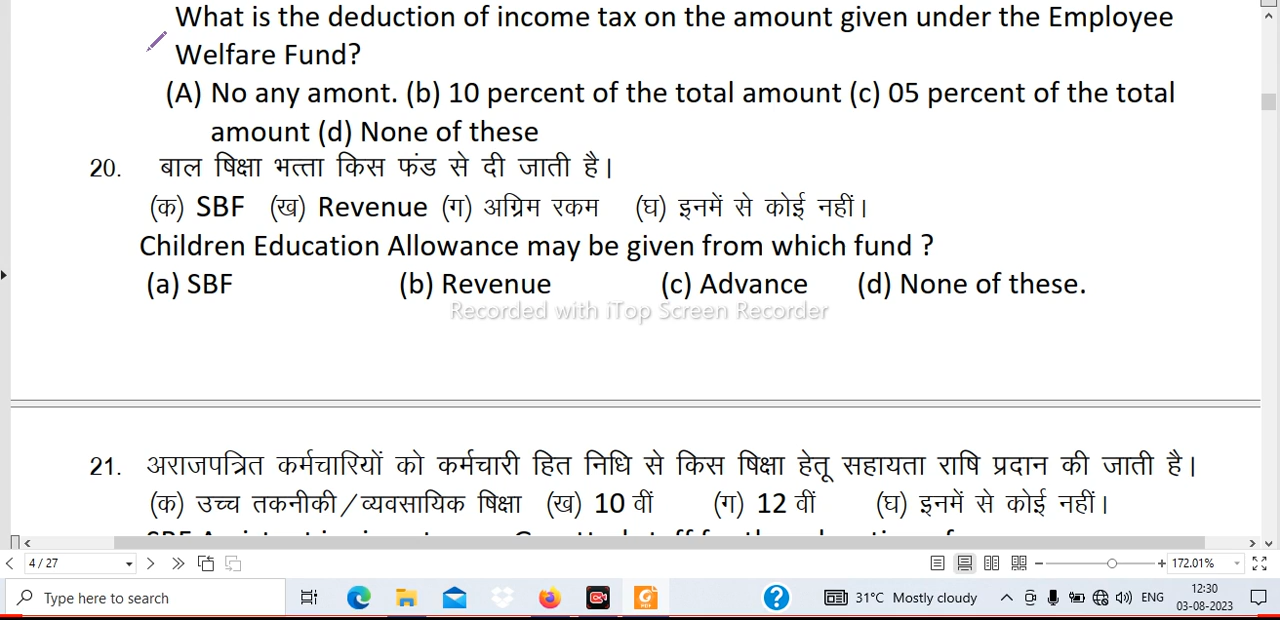 What is the deduction of income tax on the amount given under the Employee
Welfare Fund?
(A) No any amont. (b) 10 percent of the total amount (c) 05 percent of the total
amount (d) None of these
20. बाल षिक्षा भत्ता किस फंड से दी जाती है।
(क) SBF (ख) Revenue (ग) अग्रिम रकम (घ) इनमें से कोई नहीं।
Children Education Allowance may be given from which fund ?
(a) SBF (b) Revenue (c) Advance (d) None of these.
Recorded with iTop Screen Recorder
21. अराजपत्रित कर्मचारियों को कर्मचारी हित निधि से किस षिक्षा हेतू सहायता राषि प्रदान की जाती है।
(क) उच्च तकनीकी/व्यवसायिक षिक्षा (ख) 10 वीं (ग) 12 वीं (घ) इनमें से कोई नहीं।
4 / 27
172.01%
Type here to search
31°C Mostly cloudy
ENG
12:30
03-08-2023